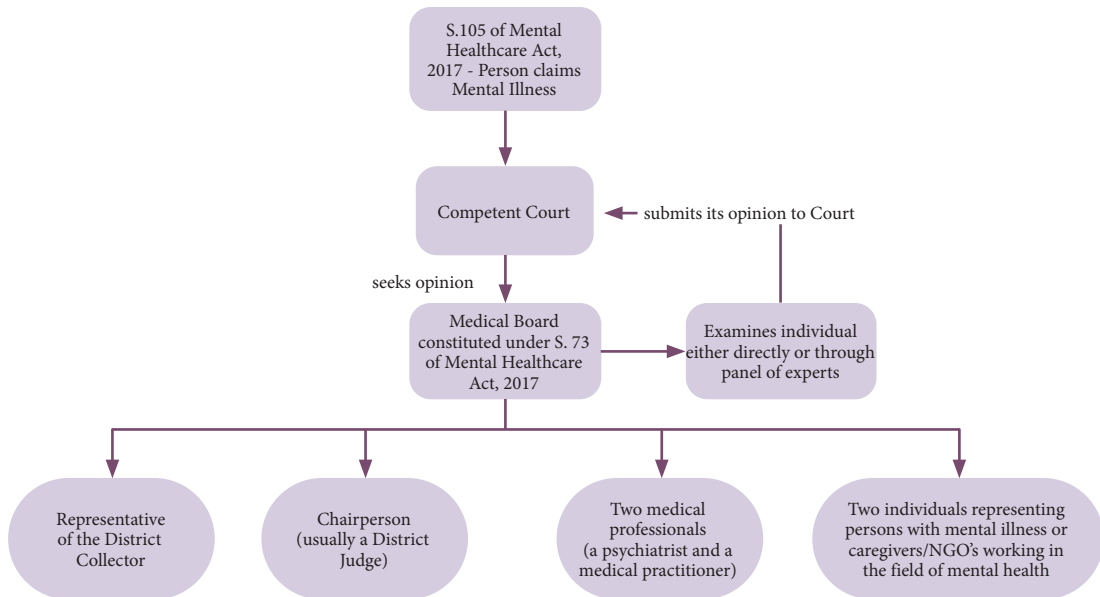 S.105 of Mental
Healthcare Act,
2017 - Person claims
Mental Illness
Competent Court
submits its opinion to Court
seeks opinion
Medical Board
constituted under S. 73
of Mental Healthcare
Act, 2017
Examines individual
either directly or through
panel of experts
Representative
of the District
Collector
Chairperson
(usually a District
Judge)
Two medical
professionals
(a psychiatrist and a
medical practitioner)
Two individuals representing
persons with mental illness or
caregivers/NGO’s working in
the field of mental health